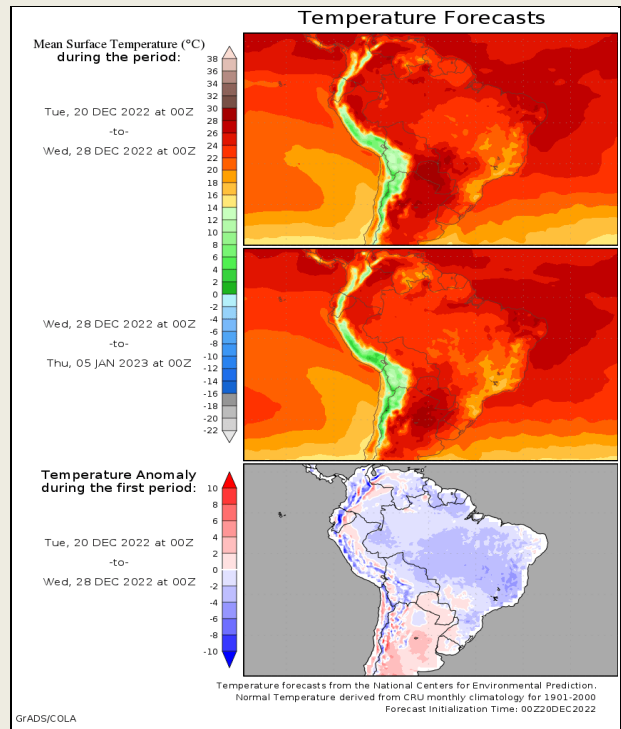 Temperature Forecasts
Mean Surface Temperature (°C)
during the period:
Tue, 20 DEC 2022 at 00Z
-to-
Wed, 28 DEC 2022 at 00Z
38
36
34
32
30
28
26
24
22
20
18
16
14
12
10
8
6
4
2
0
-2
-4
-6
-8
-10
-12
-14
-16
-18
-20
-22
Wed, 28 DEC 2022 at 00Z
-to-
Thu, 05 JAN 2023 at 00Z
Temperature Anomaly
during the first period:
Tue, 20 DEC 2022 at 00Z
-to-
Wed, 28 DEC 2022 at 00Z
10
8
6
4
2
0
-2
-4
-6
-8
-10
Temperature forecasts from the National Centers for Environmental Prediction.
Normal Temperature derived from CRU monthly climatology for 1901-2000
Forecast Initialization Time: 00Z20DEC2022
GrADS/COLA